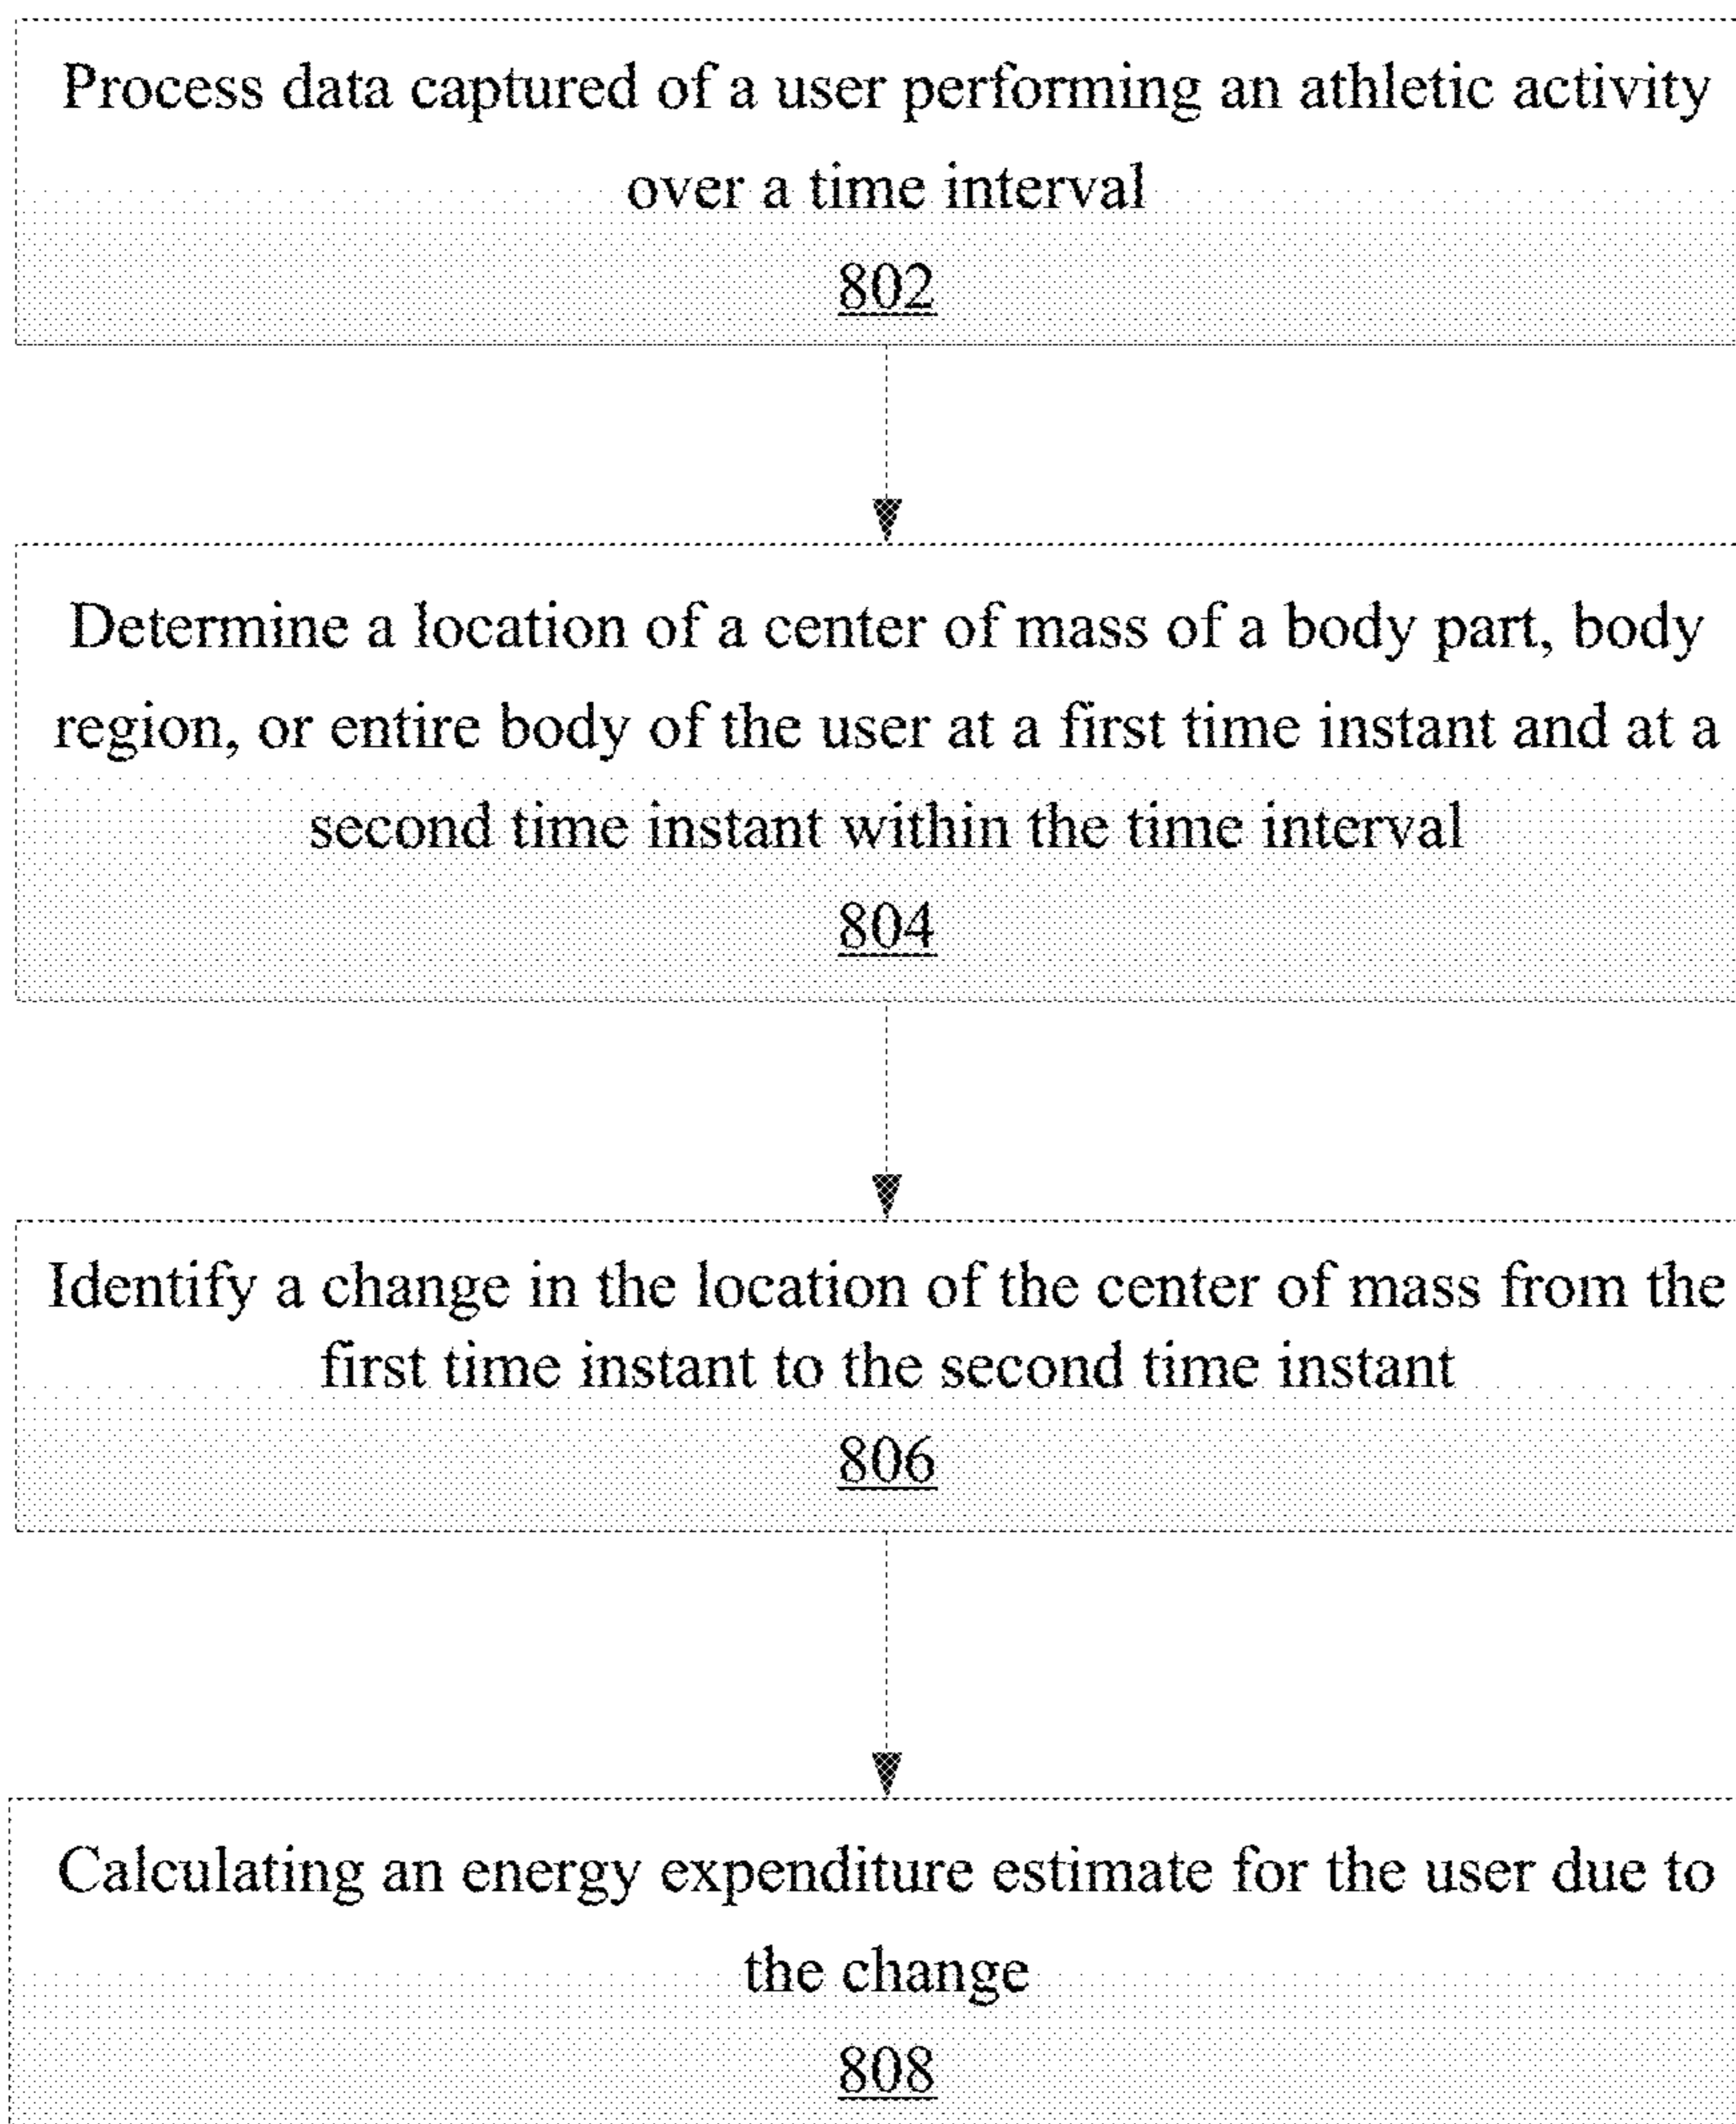 Process data captured of a user performing an athletic activity
over a time interval
802
Determine a location of a center of mass of a body part, body
region, or entire body of the user at a first time instant and at a
second time instant within the time interval
804
Identify a change in the location of the center of mass from the
first time instant to the second time instant
806
Calculating an energy expenditure estimate for the user due to
the change
808